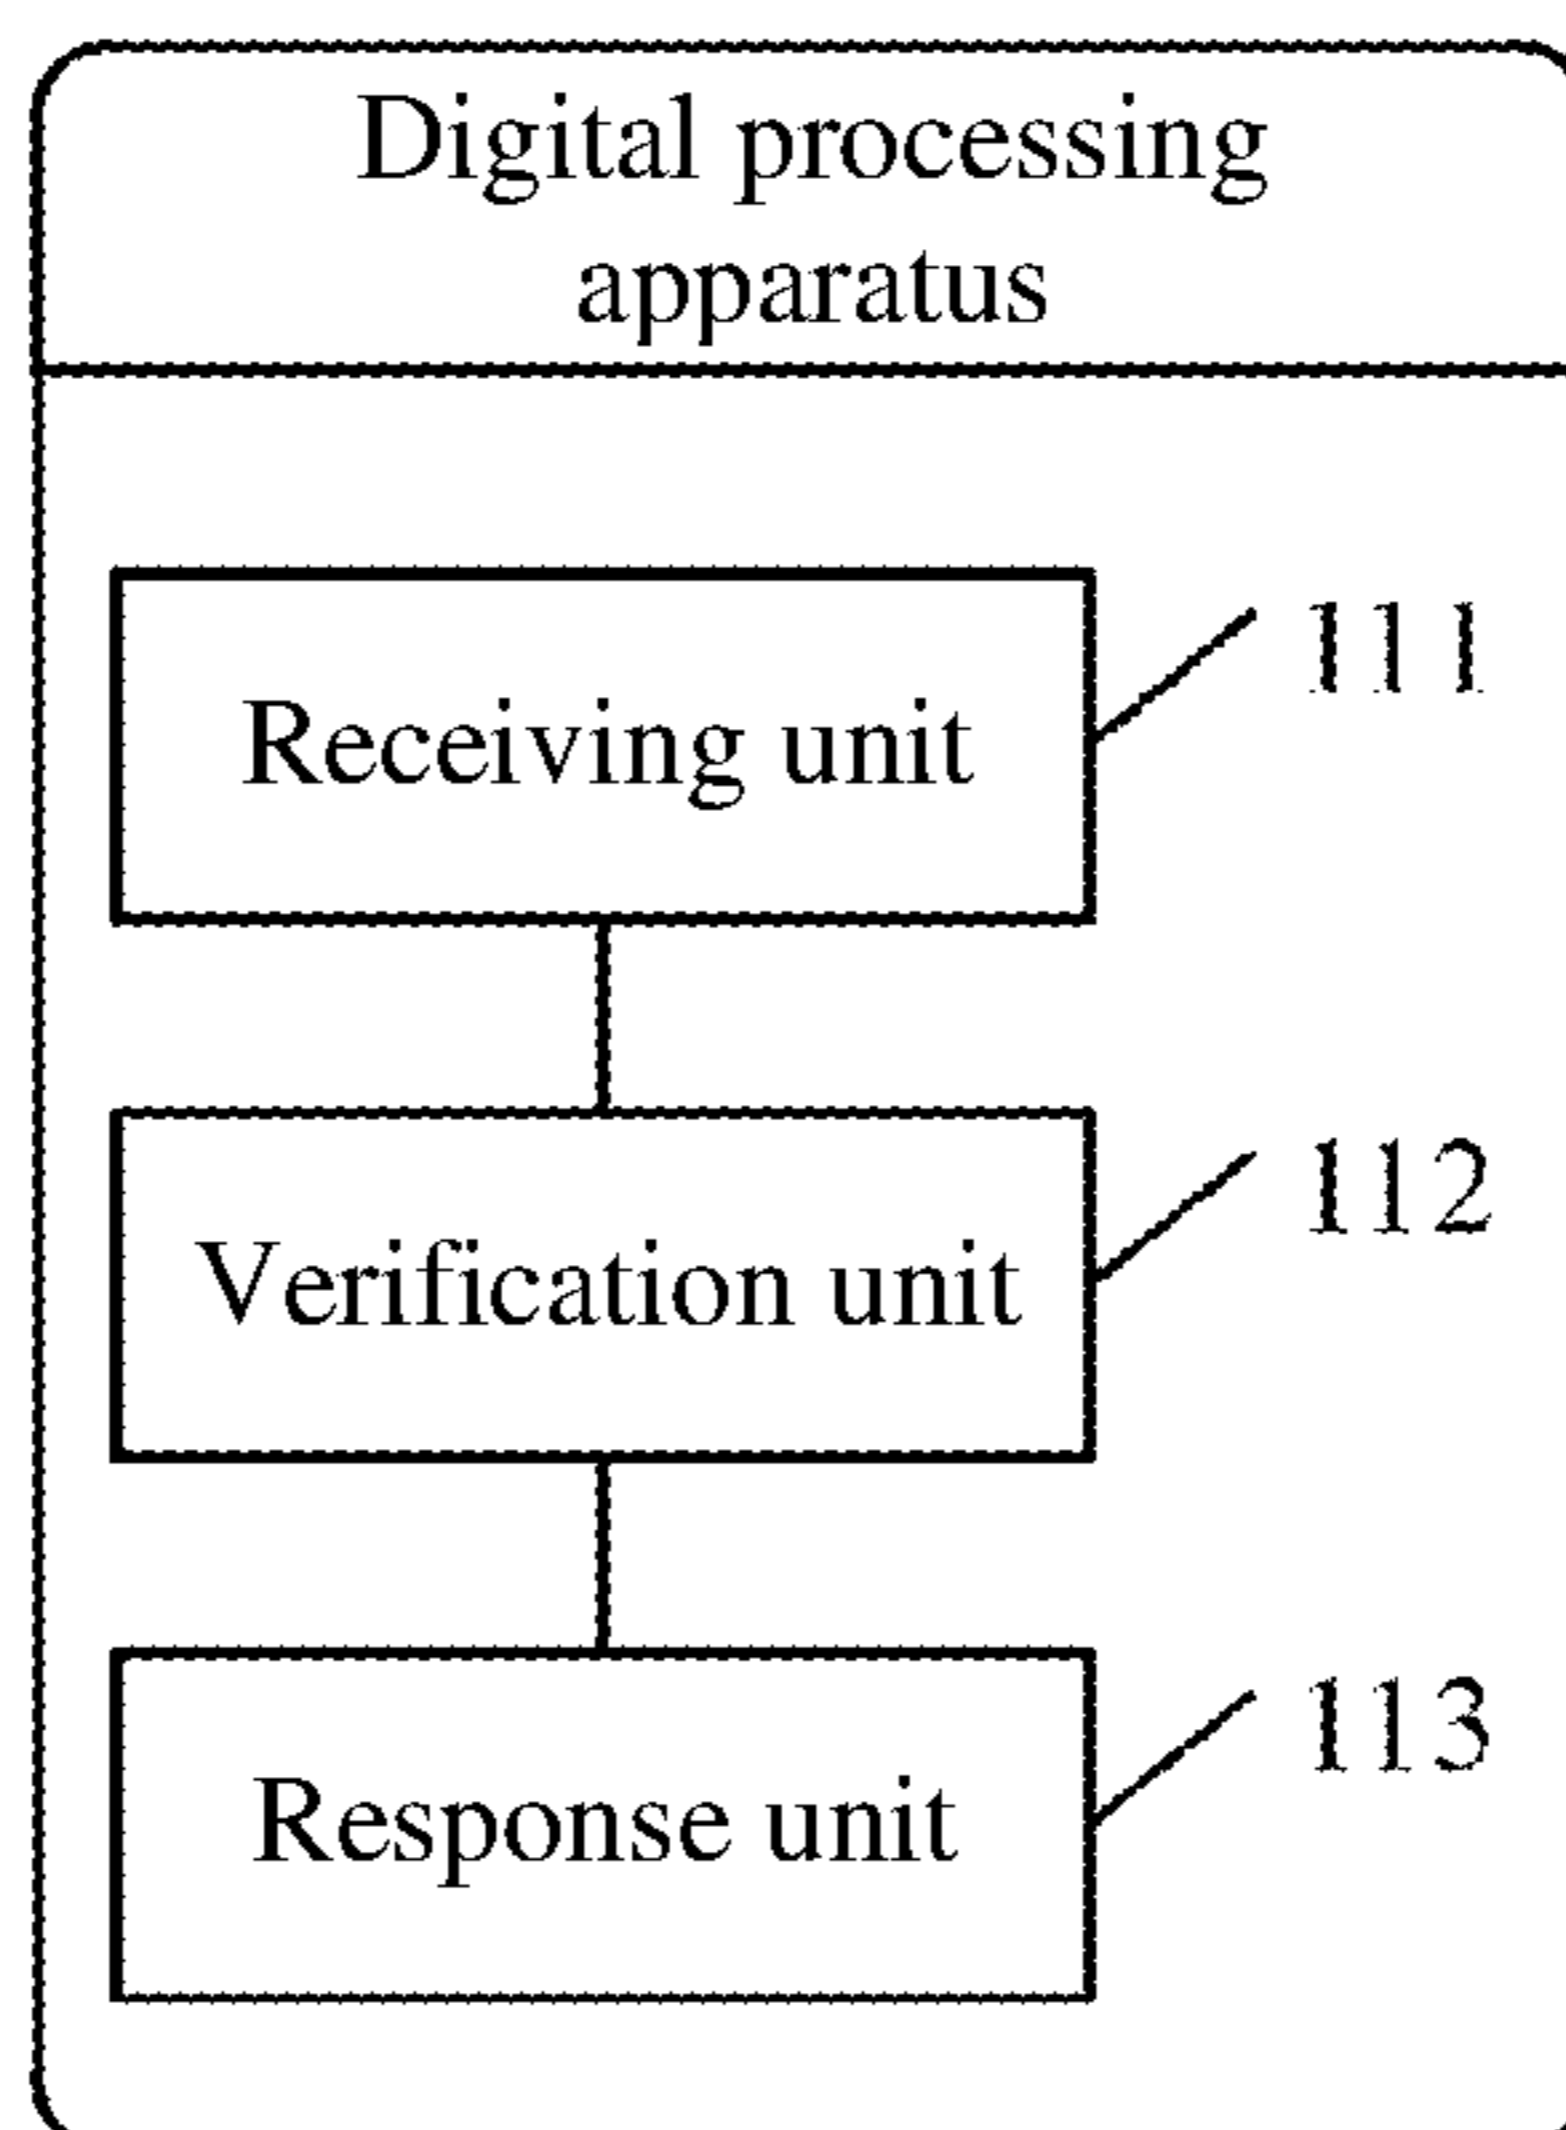 Digital processing
apparatus
Receiving unit
111
Verification unit
112
Response unit
113